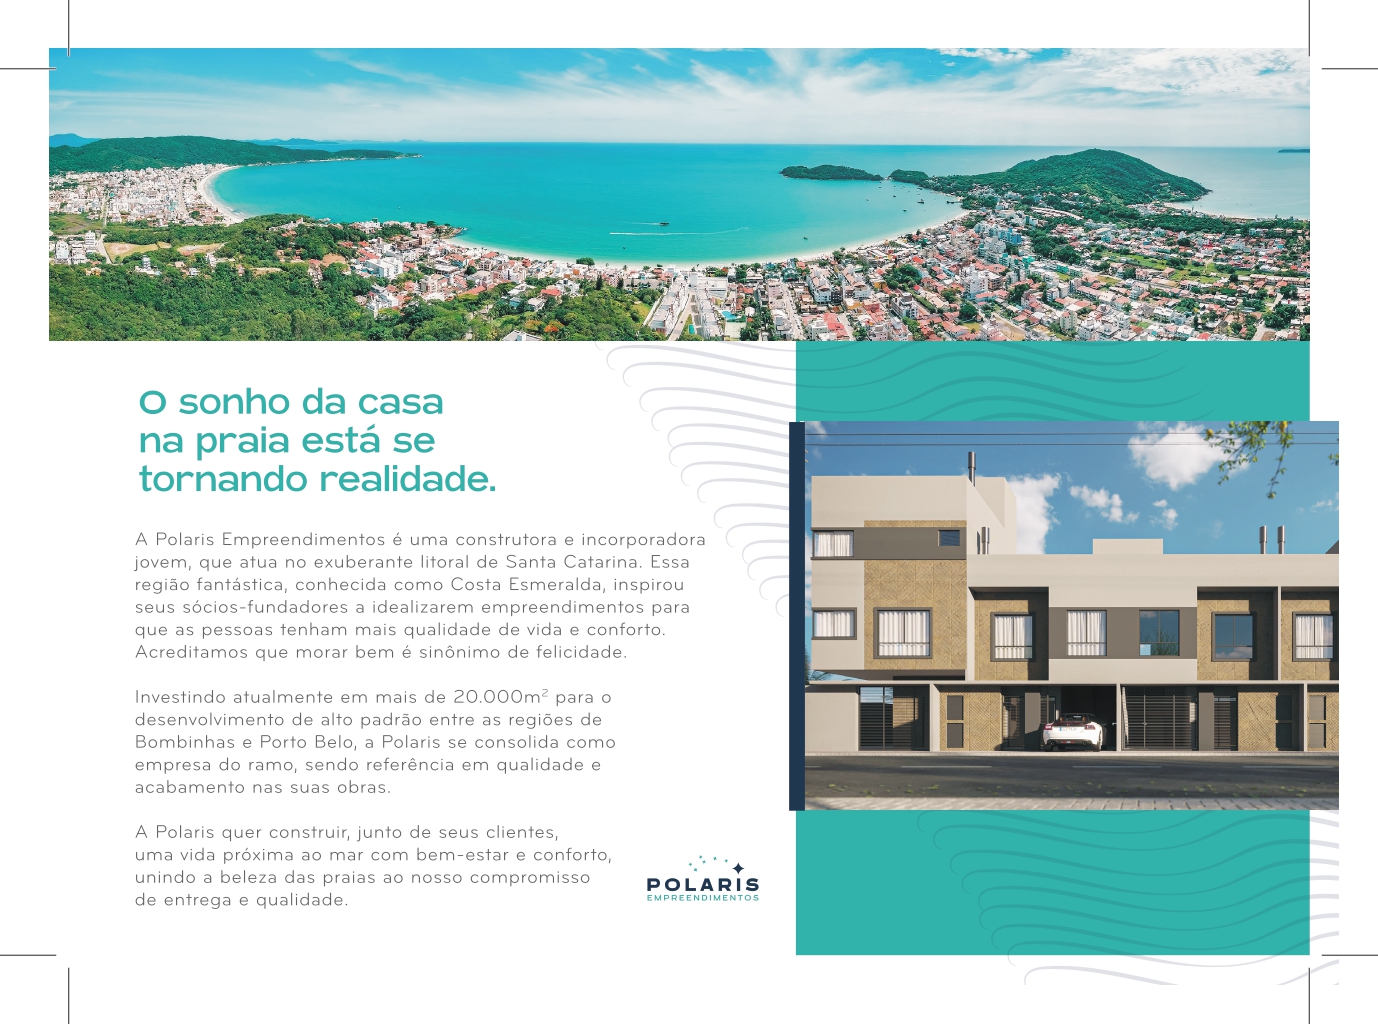 O sonho da casa
na praia está se
tornando realidade.
A Polaris Empreendimentos é uma construtora e incorporadora
jovem, que atua no exuberante litoral de Santa Catarina. Essa
região fantástica, conhecida como Costa Esmeralda, inspirou
seus sócios-fundadores a idealizarem empreendimentos para
que as pessoas tenham mais qualidade de vida e conforto.
Acreditamos que morar bem é sinônimo de felicidade.
Investindo atualmente em mais de 20.000m² para o
desenvolvimento de alto padrão entre as regiões de
Bombinhas e Porto Belo, a Polaris se consolida como
empresa do ramo, sendo referência em qualidade e
acabamento nas suas obras.
A Polaris quer construir, junto de seus clientes,
uma vida próxima ao mar com bem-estar e conforto,
unindo a beleza das praias ao nosso compromisso
de entrega e qualidade.
POLARIS
EMPREENDIMENTOS